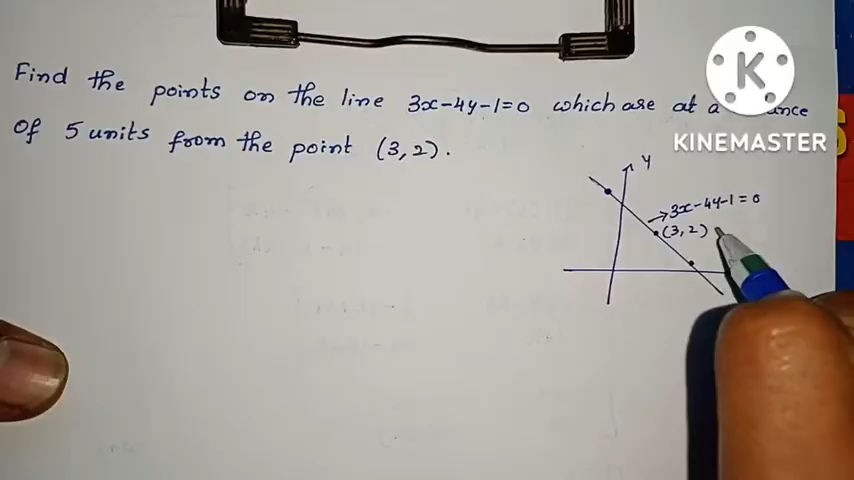 Find the points on the line 3x-4y-1=0 which are at a
of 5 units from the point (3,2).
y
3x-4y-1=0
(3,2)
K
KINEMASTER